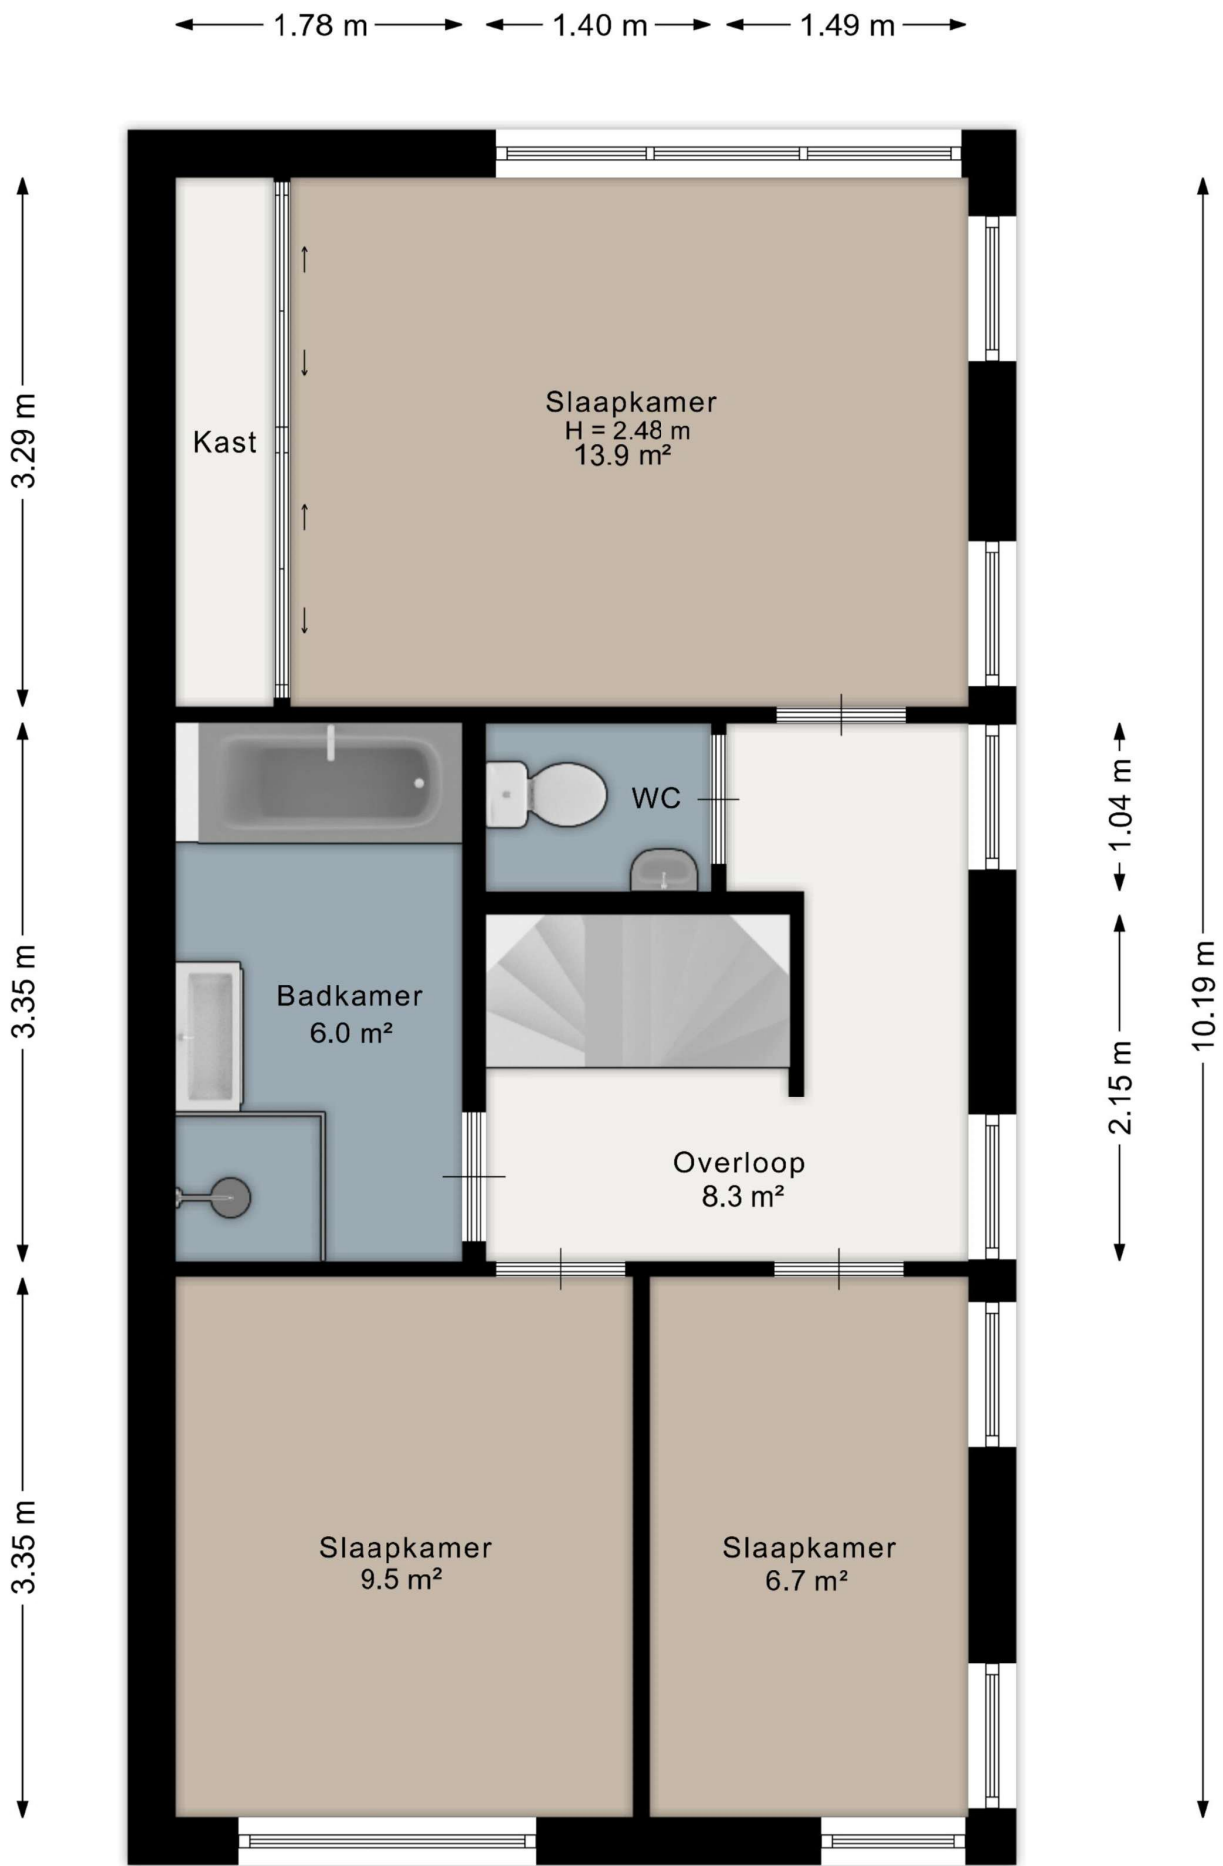 1.78 m
1.40 m
1.49 m
Slaapkamer
H = 2.48 m
13.9 m²
Kast
3.29 m
WC
1.04 m
3.35 m
Badkamer
6.0 m²
10.19 m
2.15 m
Overloop
8.3 m²
3.35 m
Slaapkamer
9.5 m²
Slaapkamer
6.7 m²